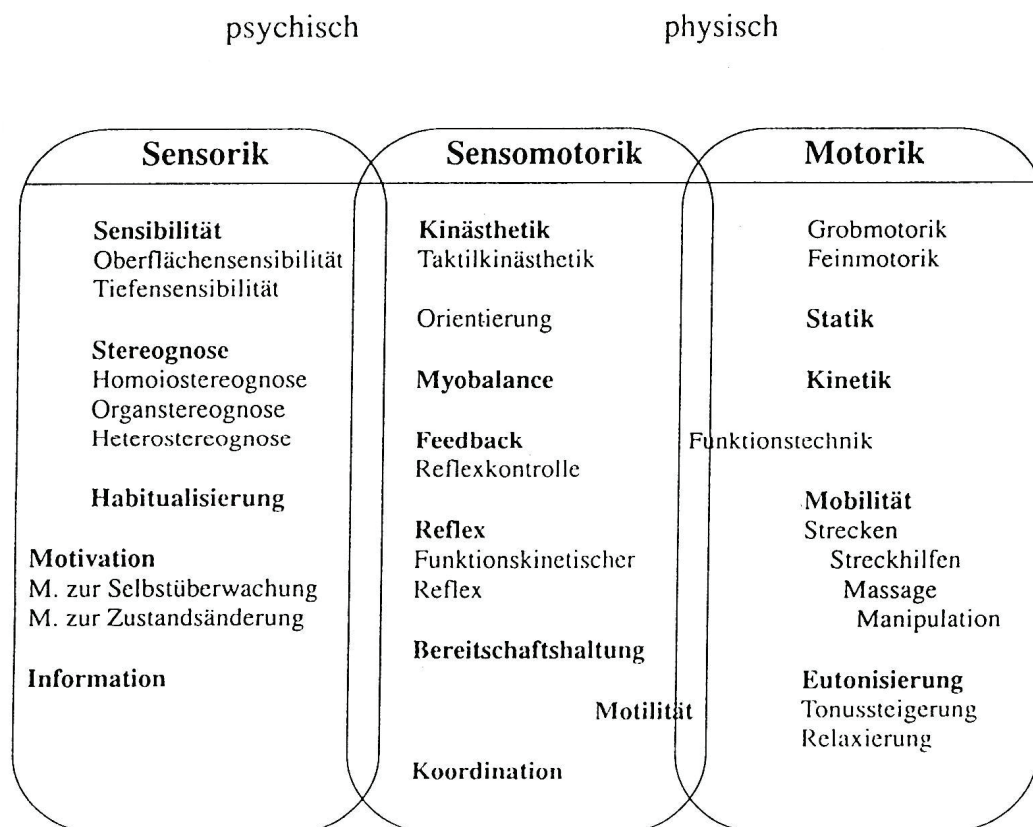 psychisch
physisch
Sensorik
Sensomotorik
Motorik
Sensibilität
Oberflächensensibilität
Tiefensensibilität
Stereognose
Homoiostereognose
Organstereognose
Heterostereognose
Habitualisierung
Motivation
M. zur Selbstüberwachung
M. zur Zustandsänderung
Information
Kinästhetik
Taktilkinästhetik
Orientierung
Myobalance
Feedback
Reflexkontrolle
Reflex
Funktionskinetischer
Reflex
Bereitschaftshaltung
Motilität
Koordination
Grobmotorik
Feinmotorik
Statik
Kinetik
Funktionstechnik
Mobilität
Strecken
Streckhilfen
Massage
Manipulation
Eutonisierung
Tonussteigerung
Relaxierung